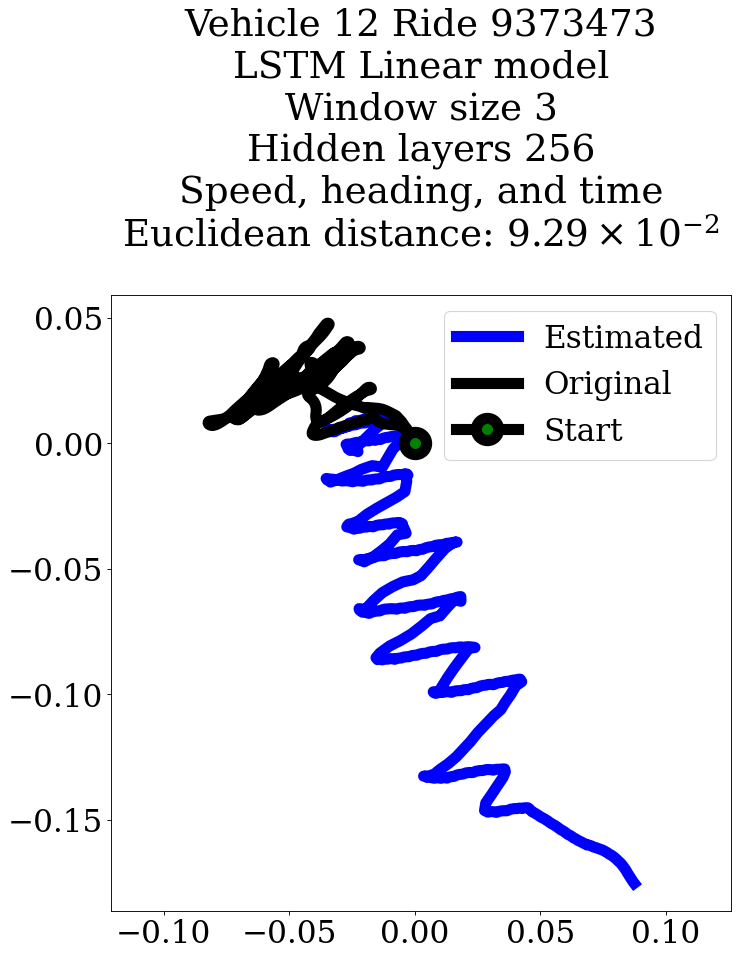 Vehicle 12 Ride 9373473
LSTM Linear model
Window size 3
Hidden layers 256
Speed, heading, and time
Euclidean distance: 9.29 × 10⁻²
Estimated
Original
Start
0.05
0.00
−0.05
−0.10
−0.15
−0.10 −0.05 0.00 0.05 0.10